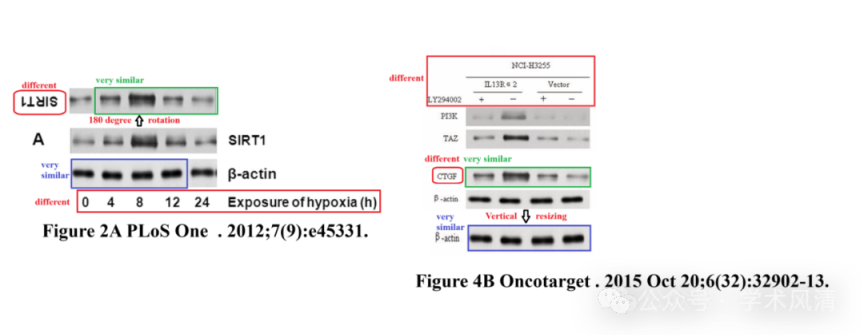 different
very similar
SIRT1
180 degree rotation
A
SIRT1
very
similar
β-actin
different
0 4 8 12 24 Exposure of hypoxia (h)
Figure 2A PLoS One . 2012;7(9):e45331.
different
NCI-H3255
IL13Rα2 Vector
LY294002 + − + −
PI3K
TAZ
different very similar
CTGF
β-actin
very
similar
Vertical resizing
β-actin
Figure 4B Oncotarget . 2015 Oct 20;6(32):32902-13.
公众号 · 学术风清